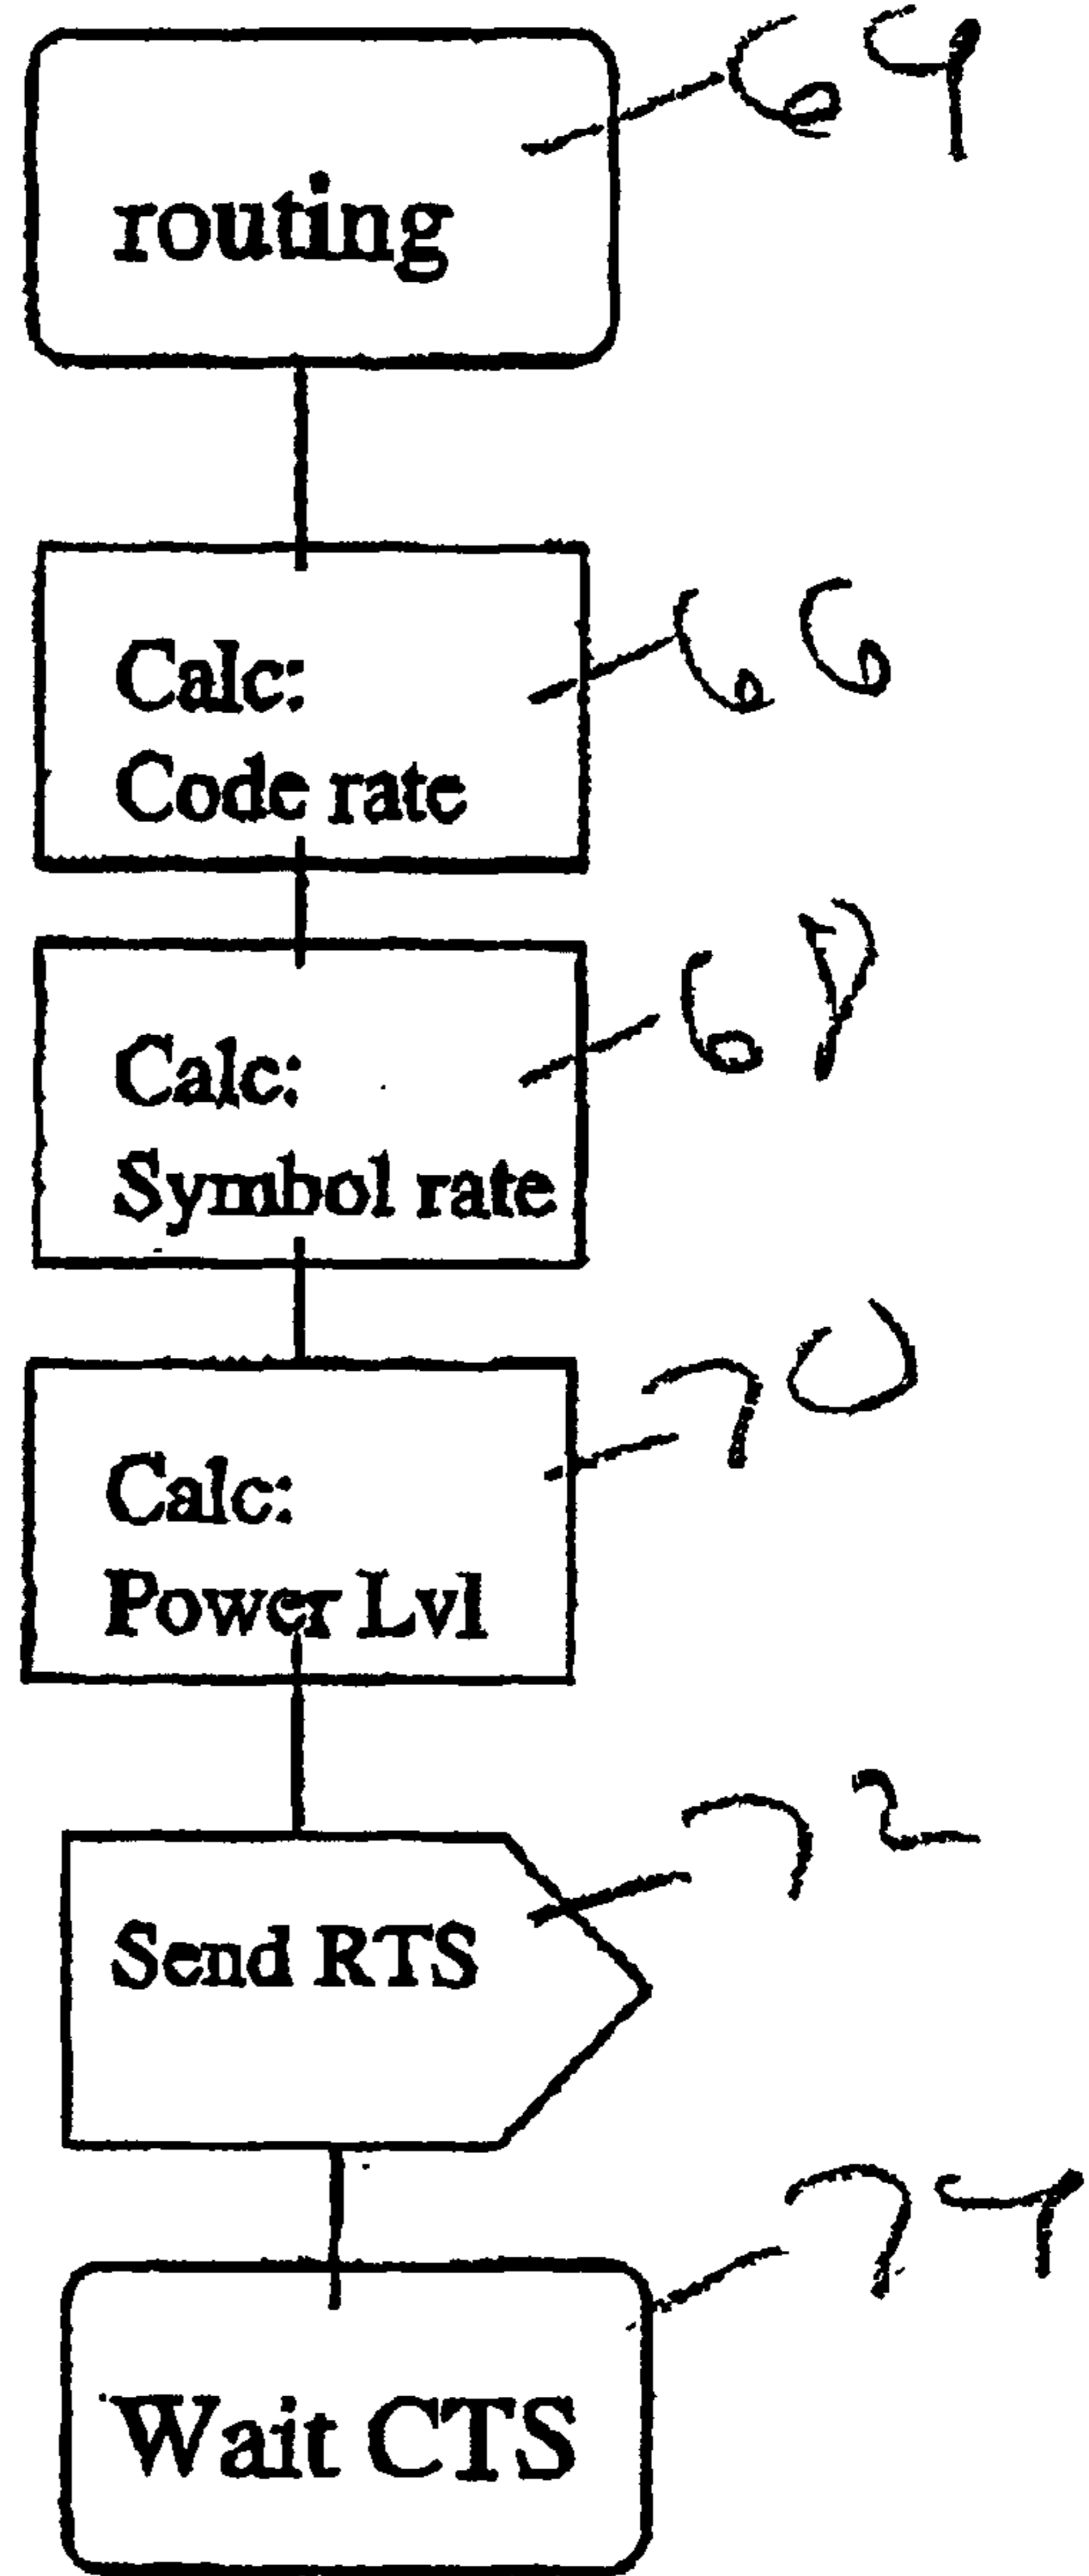 routing
64
Calc:
Code rate
66
Calc:
Symbol rate
68
Calc:
Power Lvl
70
Send RTS
72
Wait CTS
74